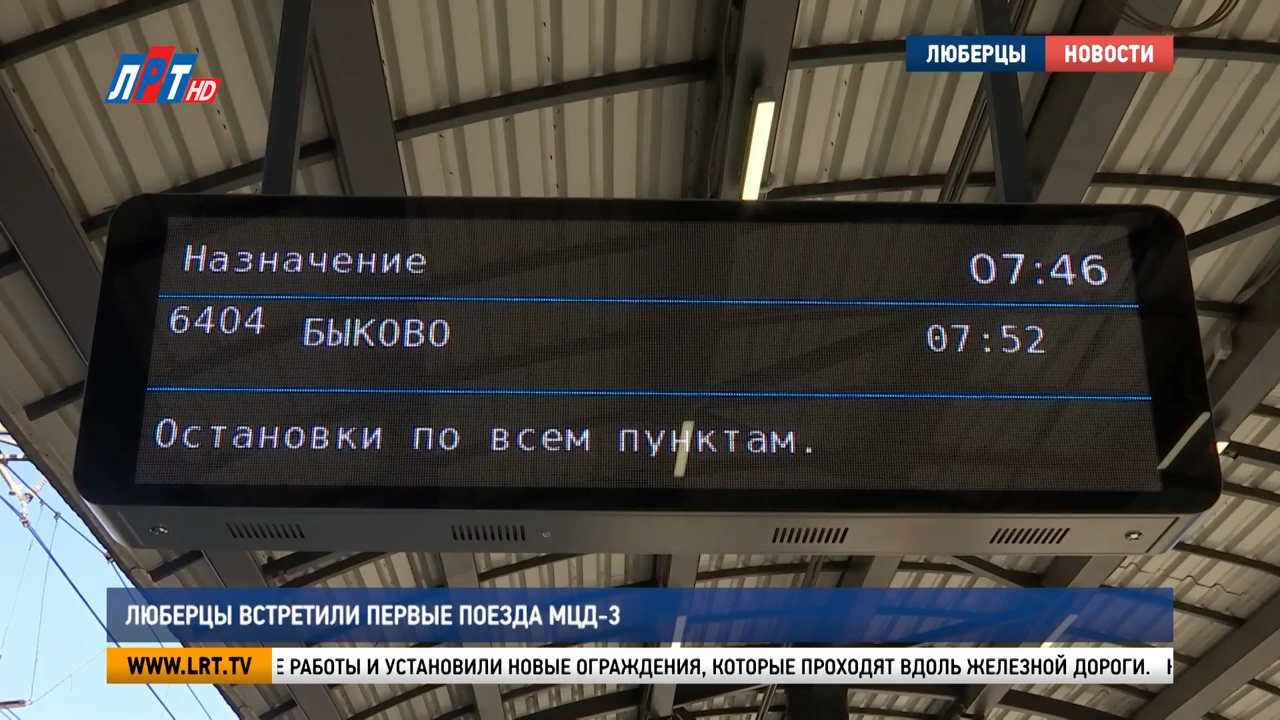 ЛРТ HD
ЛЮБЕРЦЫ НОВОСТИ
Назначение 07:46
6404 БЫКОВО 07:52
Остановки по всем пунктам.
ЛЮБЕРЦЫ ВСТРЕТИЛИ ПЕРВЫЕ ПОЕЗДА МЦД-3
WWW.LRT.TV Е РАБОТЫ И УСТАНОВИЛИ НОВЫЕ ОГРАЖДЕНИЯ, КОТОРЫЕ ПРОХОДЯТ ВДОЛЬ ЖЕЛЕЗНОЙ ДОРОГИ.